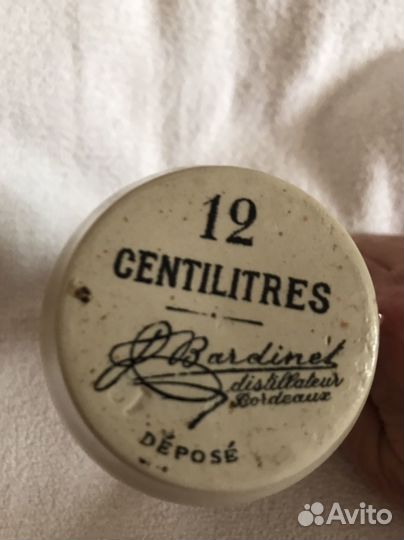 12
CENTILITRES
P. Bardinet
distillateur
Bordeaux
DÉPOSÉ
Avito